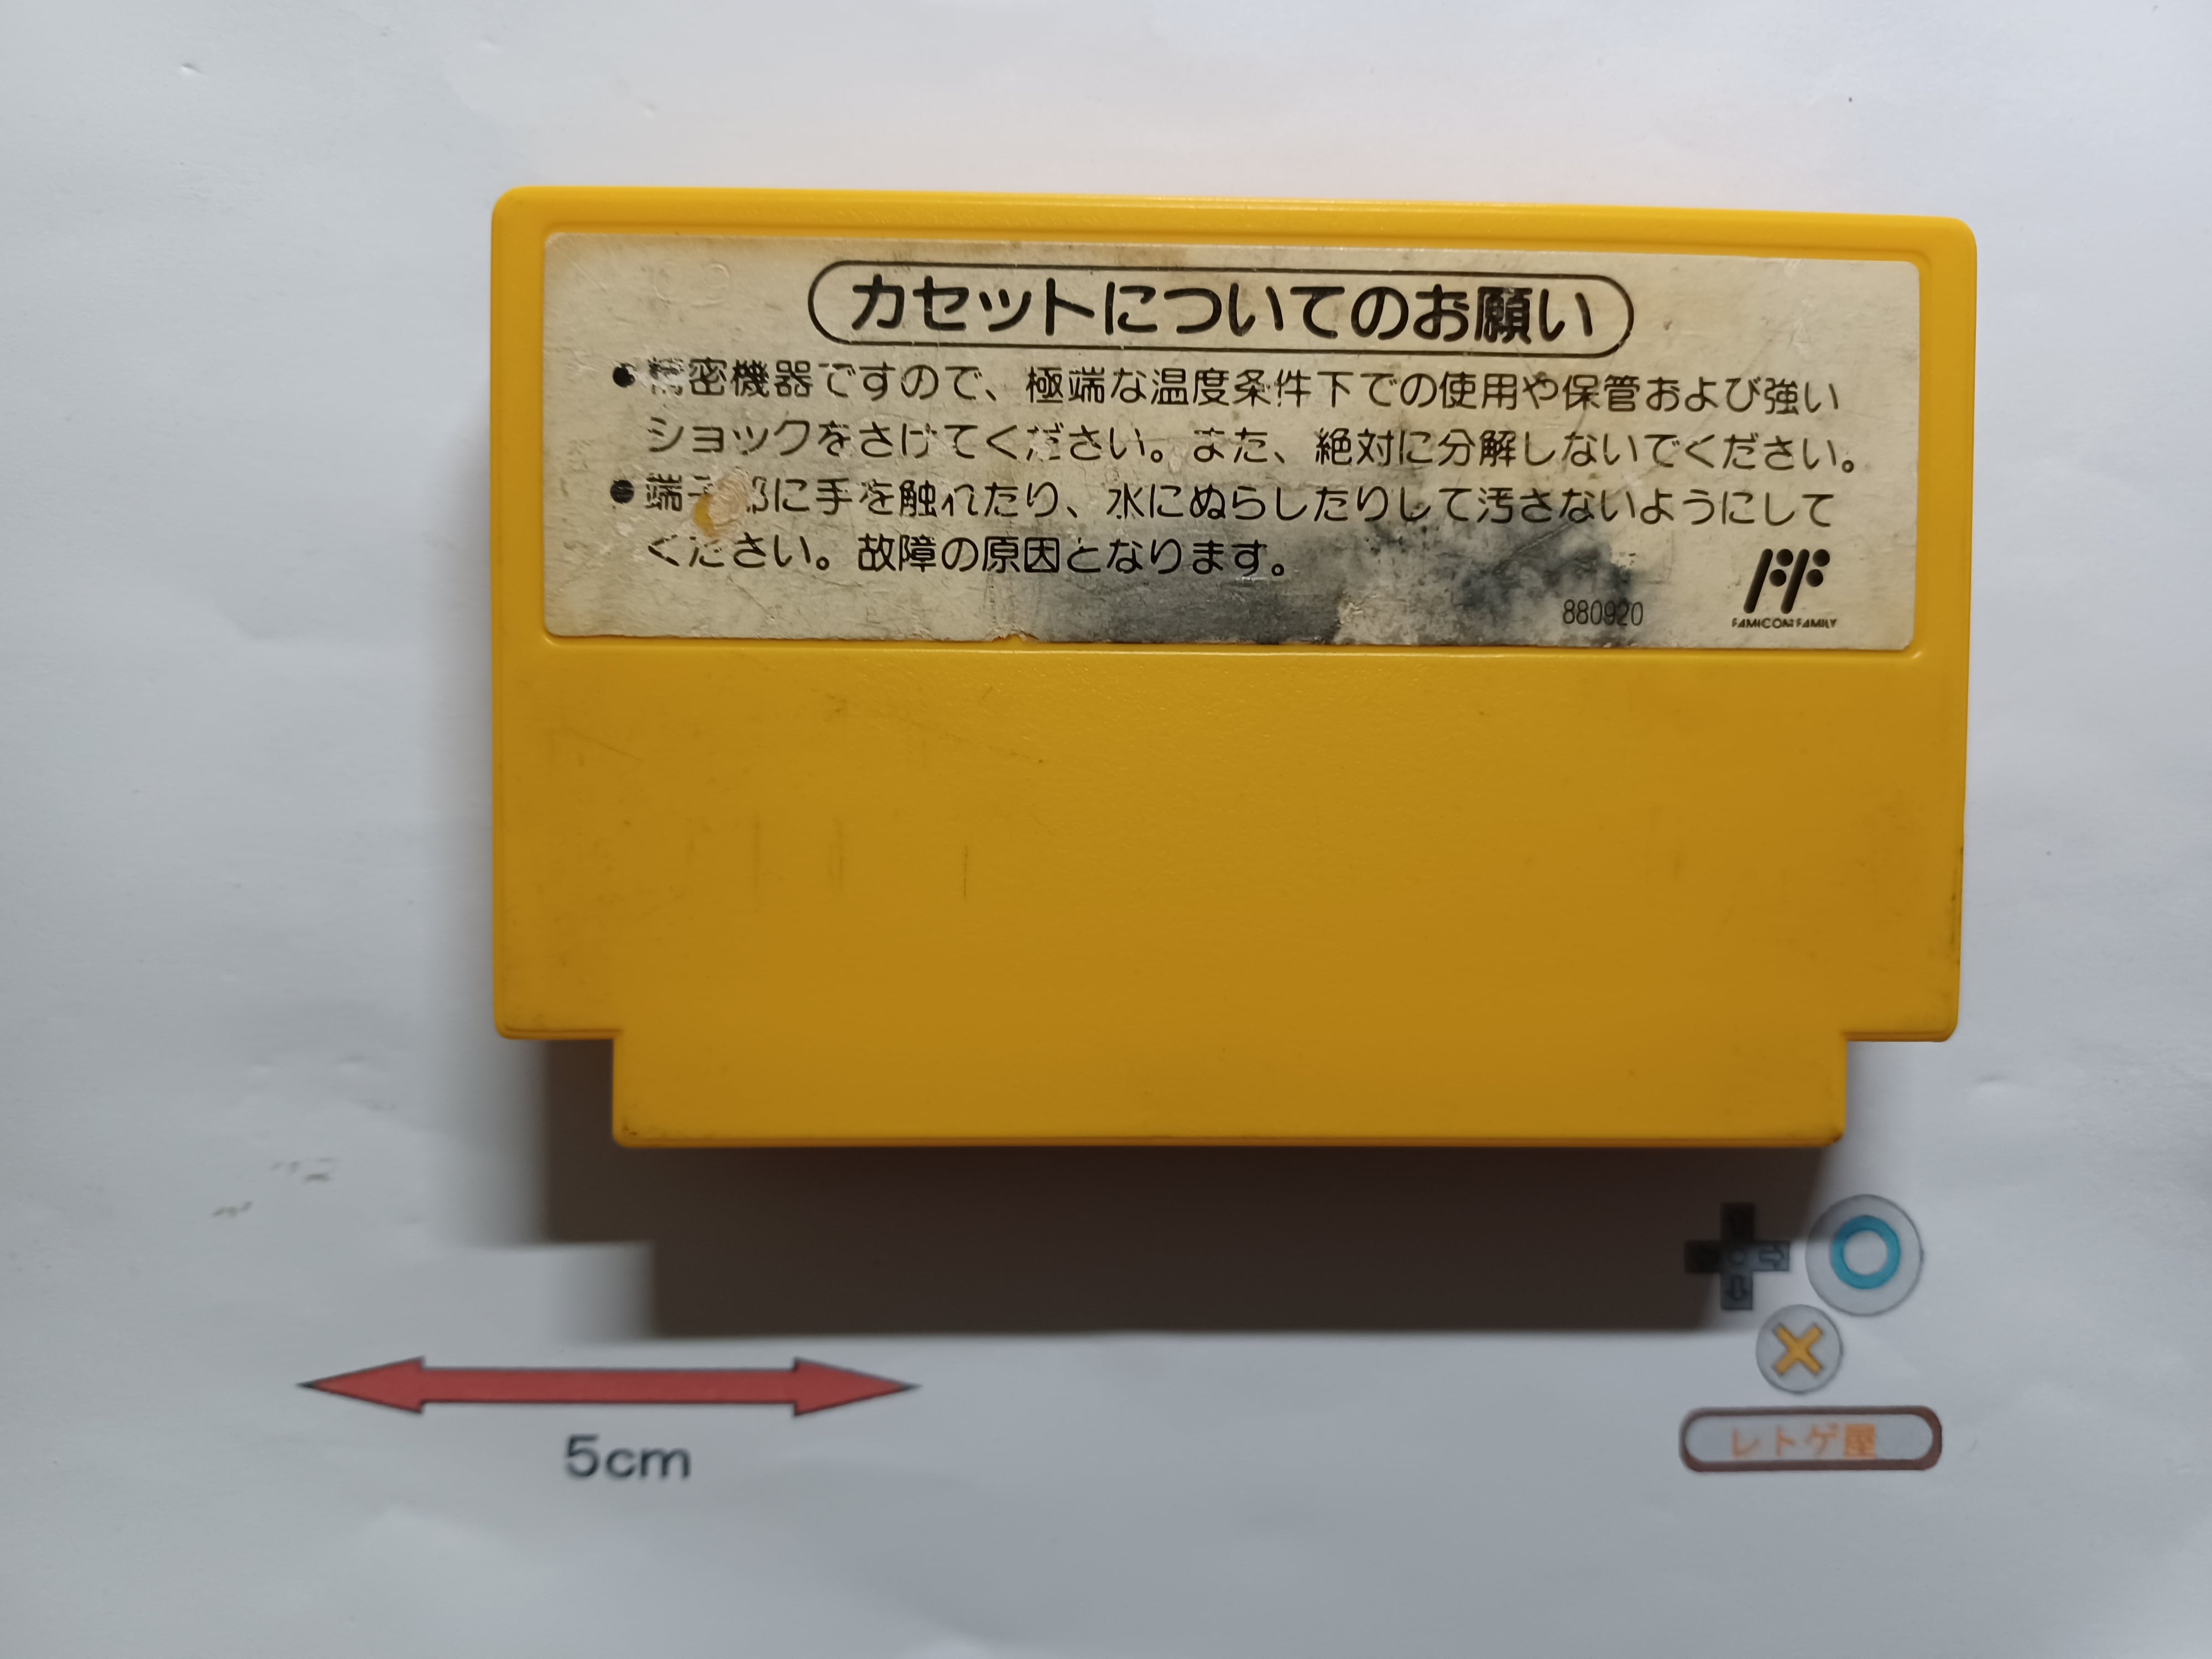 カセットについてのお願い
●精密機器ですので、極端な温度条件下での使用や保管および強い
ショックをさけてください。また、絶対に分解しないでください。
●端子部に手を触れたり、水にぬらしたりして汚さないようにして
ください。故障の原因となります。
880920
FAMICOM FAMILY
5cm
レトゲ屋